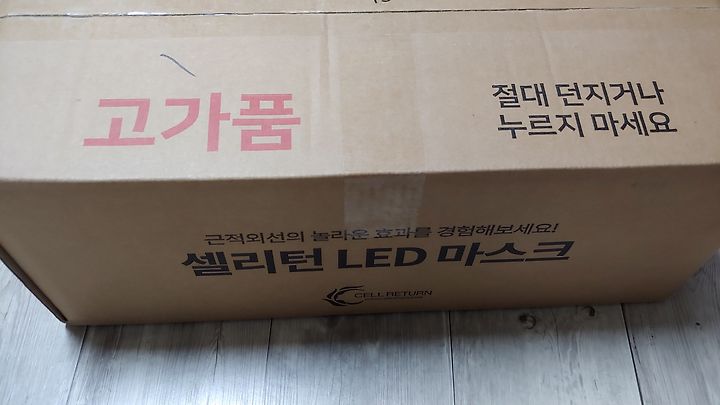 고가품
절대 던지거나
누르지 마세요
근적외선의 놀라운 효과를 경험해보세요!
셀리턴 LED 마스크
CELLRETURN